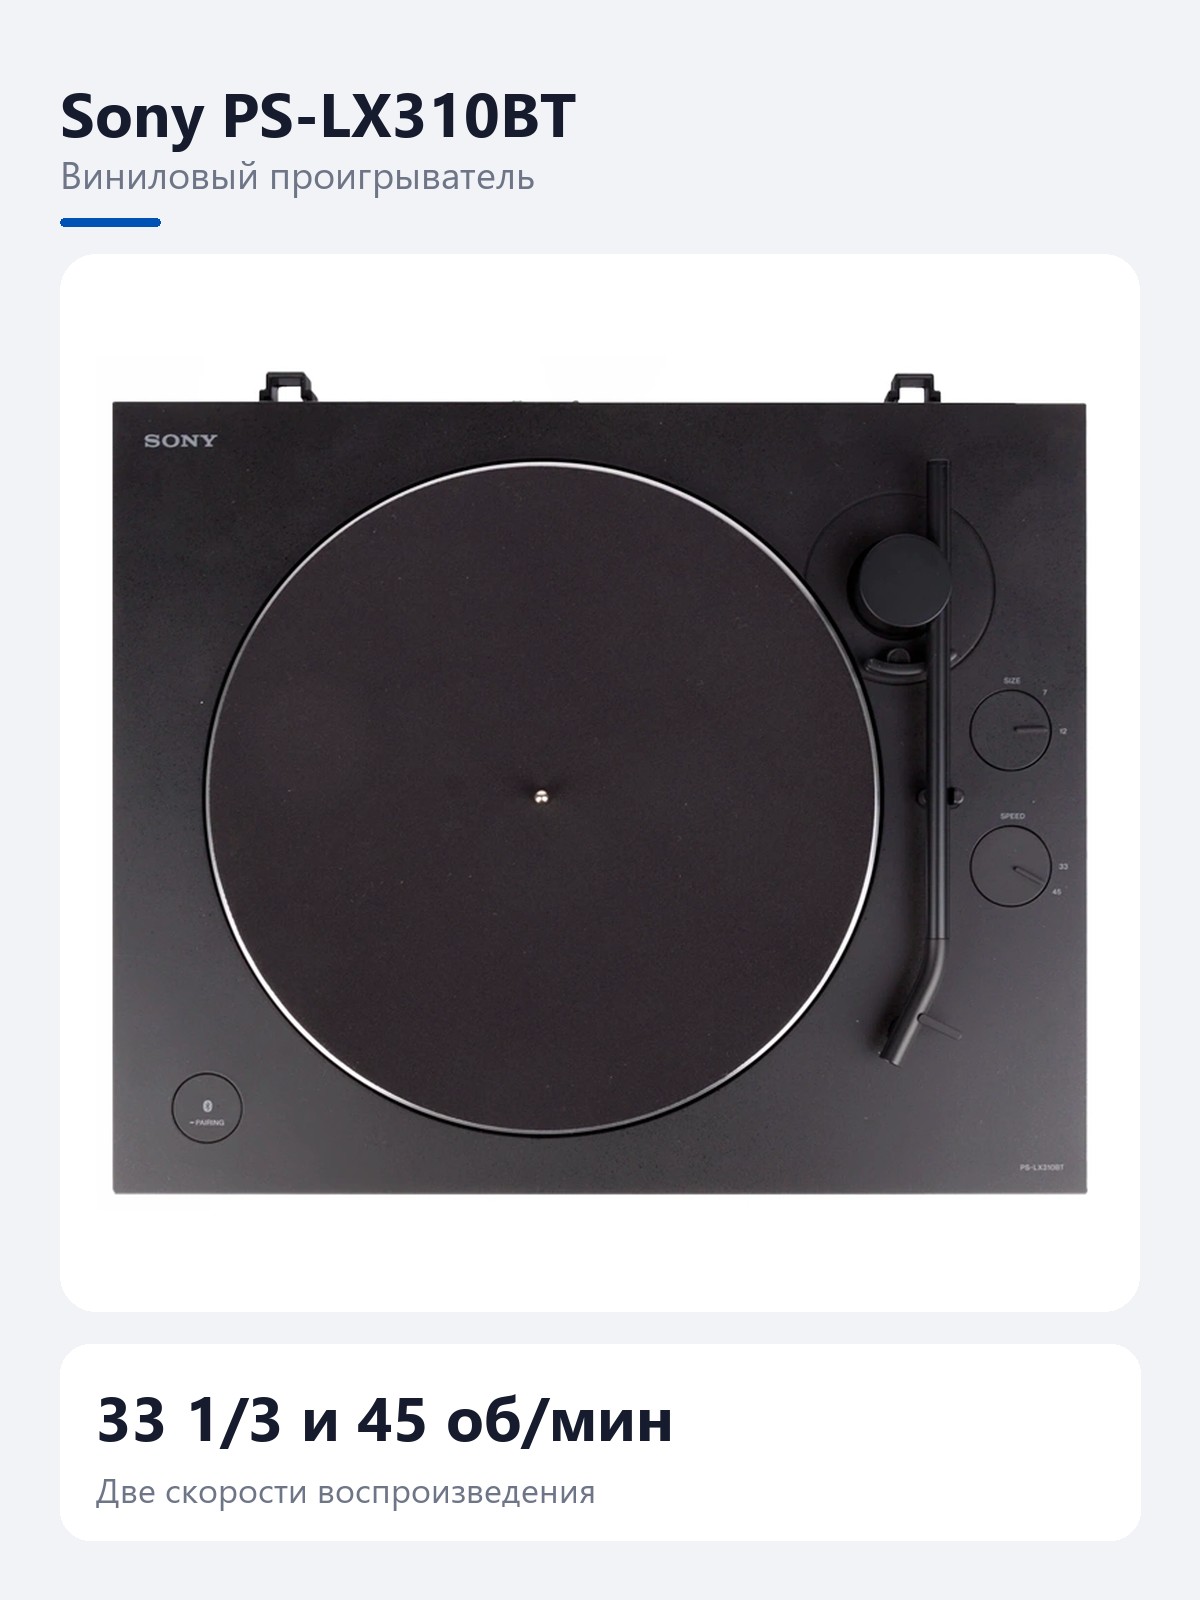 Sony PS-LX310BT
Виниловый проигрыватель
SONY
SIZE
7
12
SPEED
33
45
PAIRING
PS-LX310BT
33 1/3 и 45 об/мин
Две скорости воспроизведения